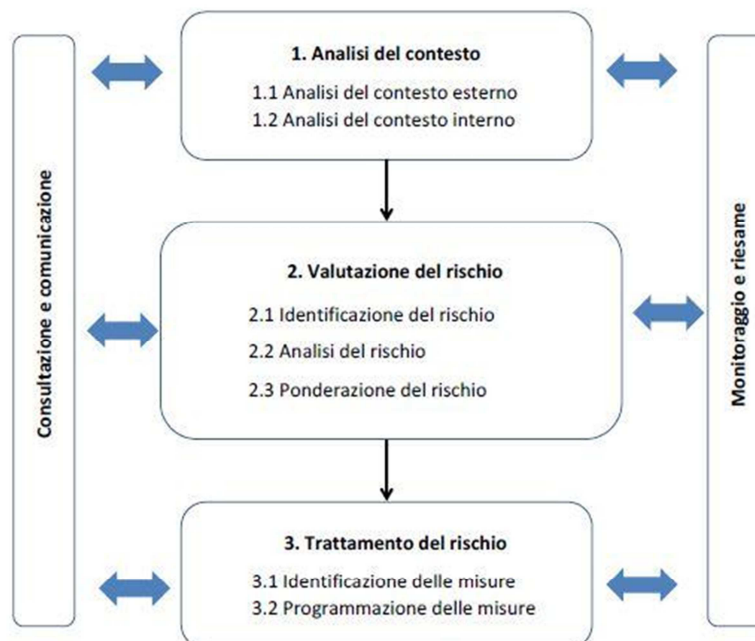 Consultazione e comunicazione
1. Analisi del contesto
1.1 Analisi del contesto esterno
1.2 Analisi del contesto interno
2. Valutazione del rischio
2.1 Identificazione del rischio
2.2 Analisi del rischio
2.3 Ponderazione del rischio
3. Trattamento del rischio
3.1 Identificazione delle misure
3.2 Programmazione delle misure
Monitoraggio e riesame